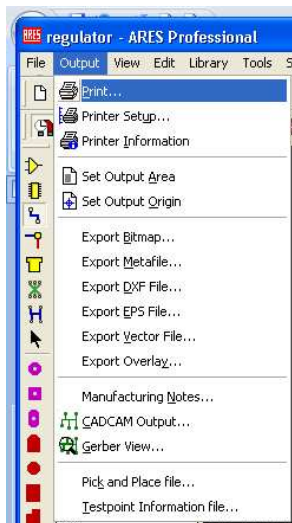 ARES regulator - ARES Professional
File Output View Edit Library Tools S
Print...
Printer Setup...
Printer Information
Set Output Area
Set Output Origin
Export Bitmap...
Export Metafile...
Export DXF File...
Export EPS File...
Export Vector File...
Export Overlay...
Manufacturing Notes...
CADCAM Output...
Gerber View...
Pick and Place file...
Testpoint Information file...